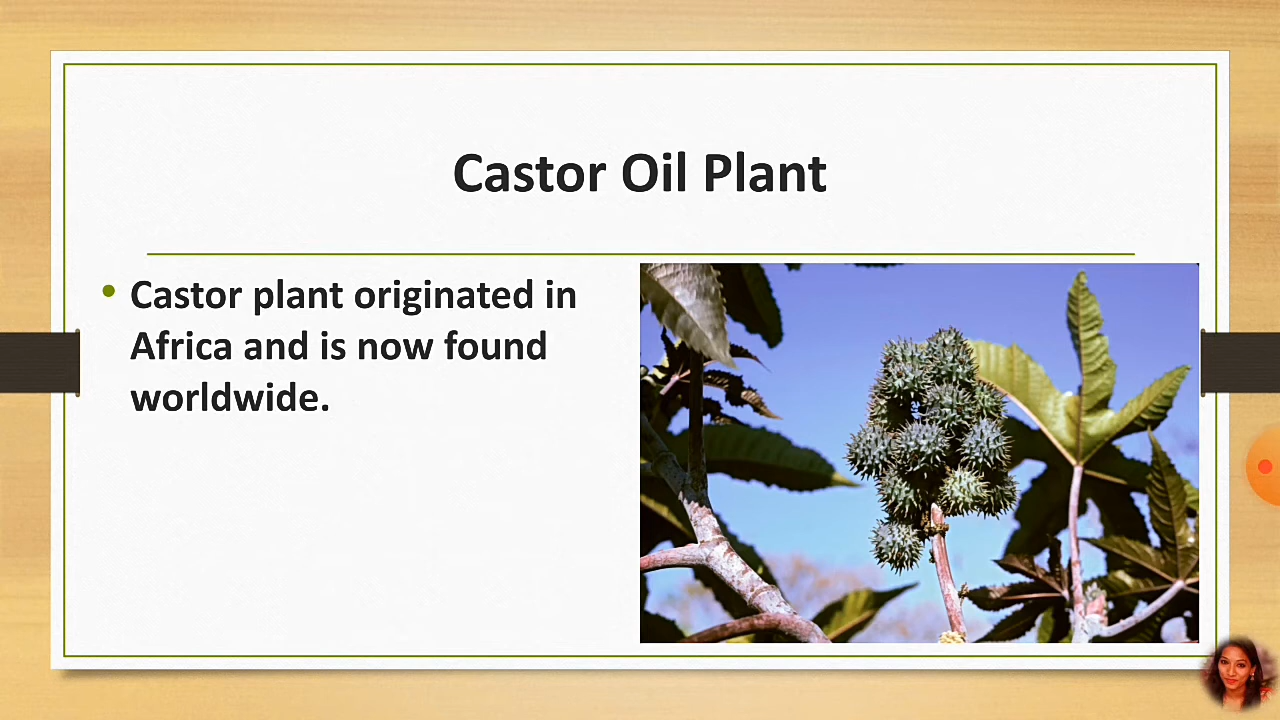 Castor Oil Plant
Castor plant originated in
Africa and is now found
worldwide.